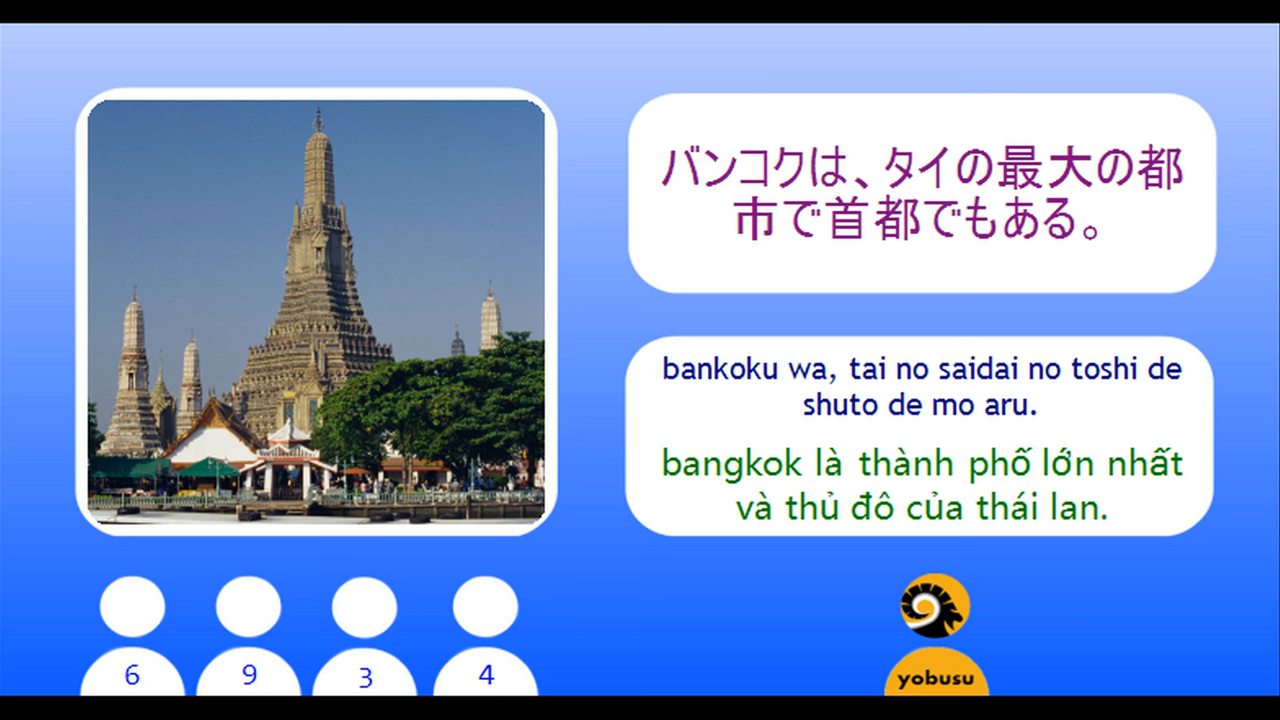 バンコクは、タイの最大の都
市で首都でもある。
bankoku wa, tai no saidai no toshi de
shuto de mo aru.
bangkok là thành phố lớn nhất
và thủ đô của thái lan.
6 9 3 4
yobusu